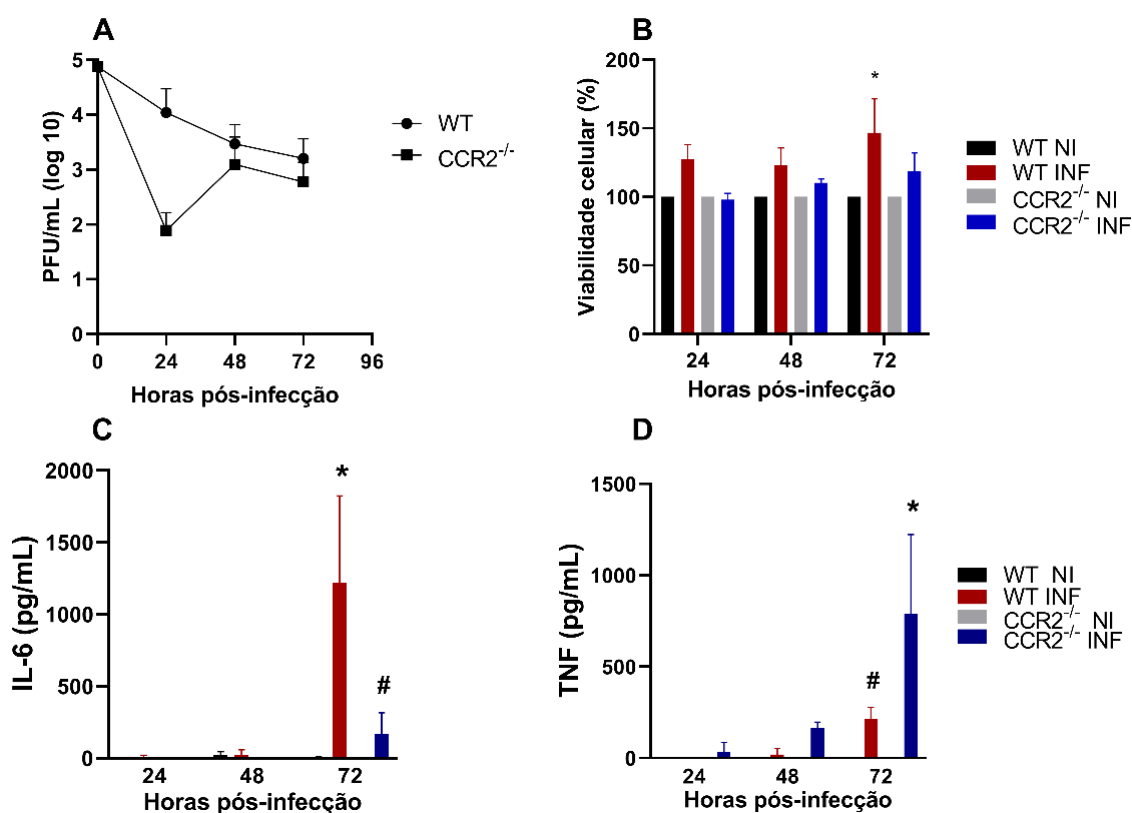 A
PFU/mL (log 10)
5
4
3
2
1
0
0 24 48 72 96
Horas pós-infecção
WT
CCR2-/-
B
Viabilidade celular (%)
200
150
100
50
0
*
24 48 72
Horas pós-infecção
WT NI
WT INF
CCR2-/- NI
CCR2-/- INF
C
IL-6 (pg/mL)
2000
1500
1000
500
0
*
#
24 48 72
Horas pós-infecção
D
TNF (pg/mL)
1500
1000
500
0
*
#
24 48 72
Horas pós-infecção
WT NI
WT INF
CCR2-/- NI
CCR2-/- INF